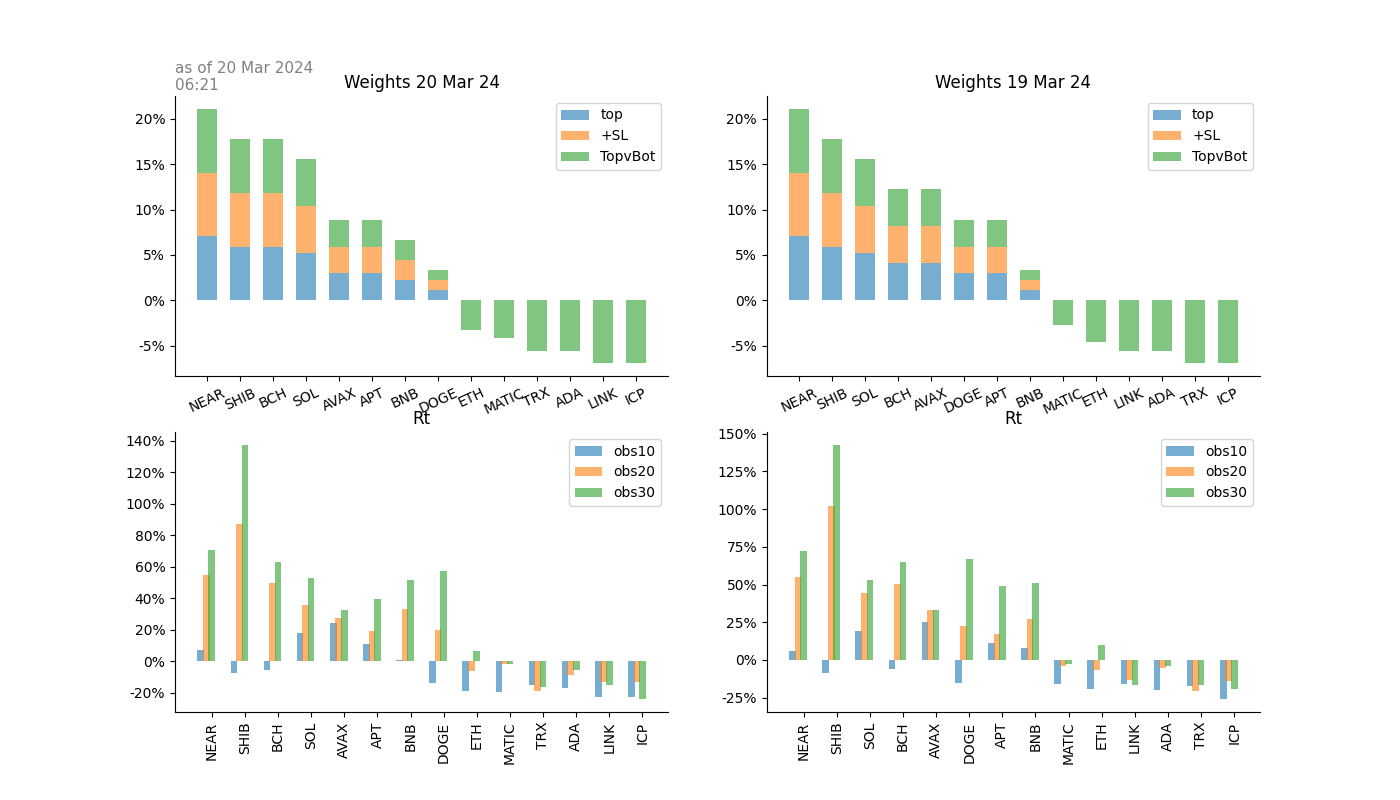 as of 20 Mar 2024
06:21
Weights 20 Mar 24
20%
15%
10%
5%
0%
-5%
top
+SL
TopvBot
NEAR SHIB BCH SOL AVAX APT BNB DOGE ETH MATIC TRX ADA LINK ICP
Weights 19 Mar 24
20%
15%
10%
5%
0%
-5%
top
+SL
TopvBot
NEAR SHIB SOL BCH AVAX DOGE APT BNB MATIC ETH LINK ADA TRX ICP
Rt
140%
120%
100%
80%
60%
40%
20%
0%
-20%
obs10
obs20
obs30
NEAR SHIB BCH SOL AVAX APT BNB DOGE ETH MATIC TRX ADA LINK ICP
Rt
150%
125%
100%
75%
50%
25%
0%
-25%
obs10
obs20
obs30
NEAR SHIB SOL BCH AVAX DOGE APT BNB MATIC ETH LINK ADA TRX ICP